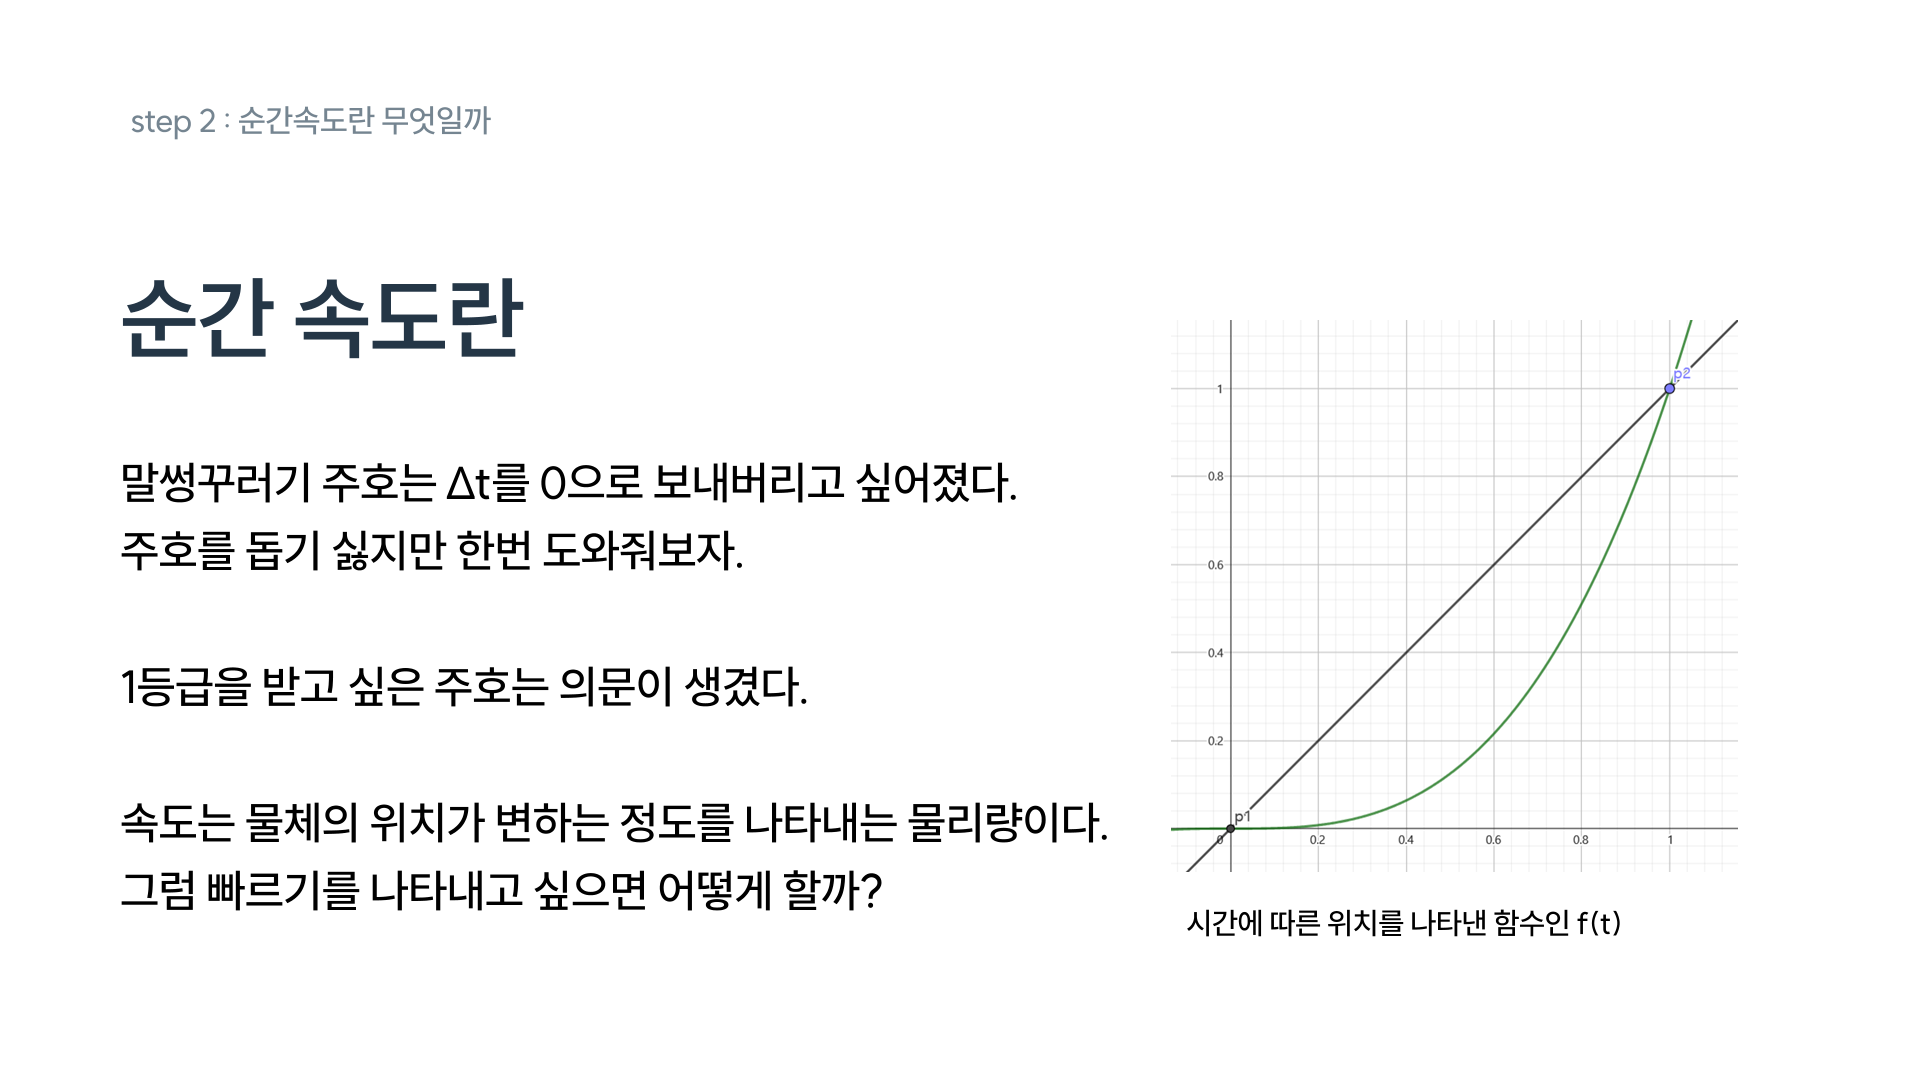 step 2 : 순간속도란 무엇일까
순간 속도란
말썽꾸러기 주호는 Δt를 0으로 보내버리고 싶어졌다.
주호를 돕기 싫지만 한번 도와줘보자.
1등급을 받고 싶은 주호는 의문이 생겼다.
속도는 물체의 위치가 변하는 정도를 나타내는 물리량이다.
그럼 빠르기를 나타내고 싶으면 어떻게 할까?
p2
1
0.8
0.6
0.4
0.2
p1
0 0.2 0.4 0.6 0.8 1
시간에 따른 위치를 나타낸 함수인 f(t)